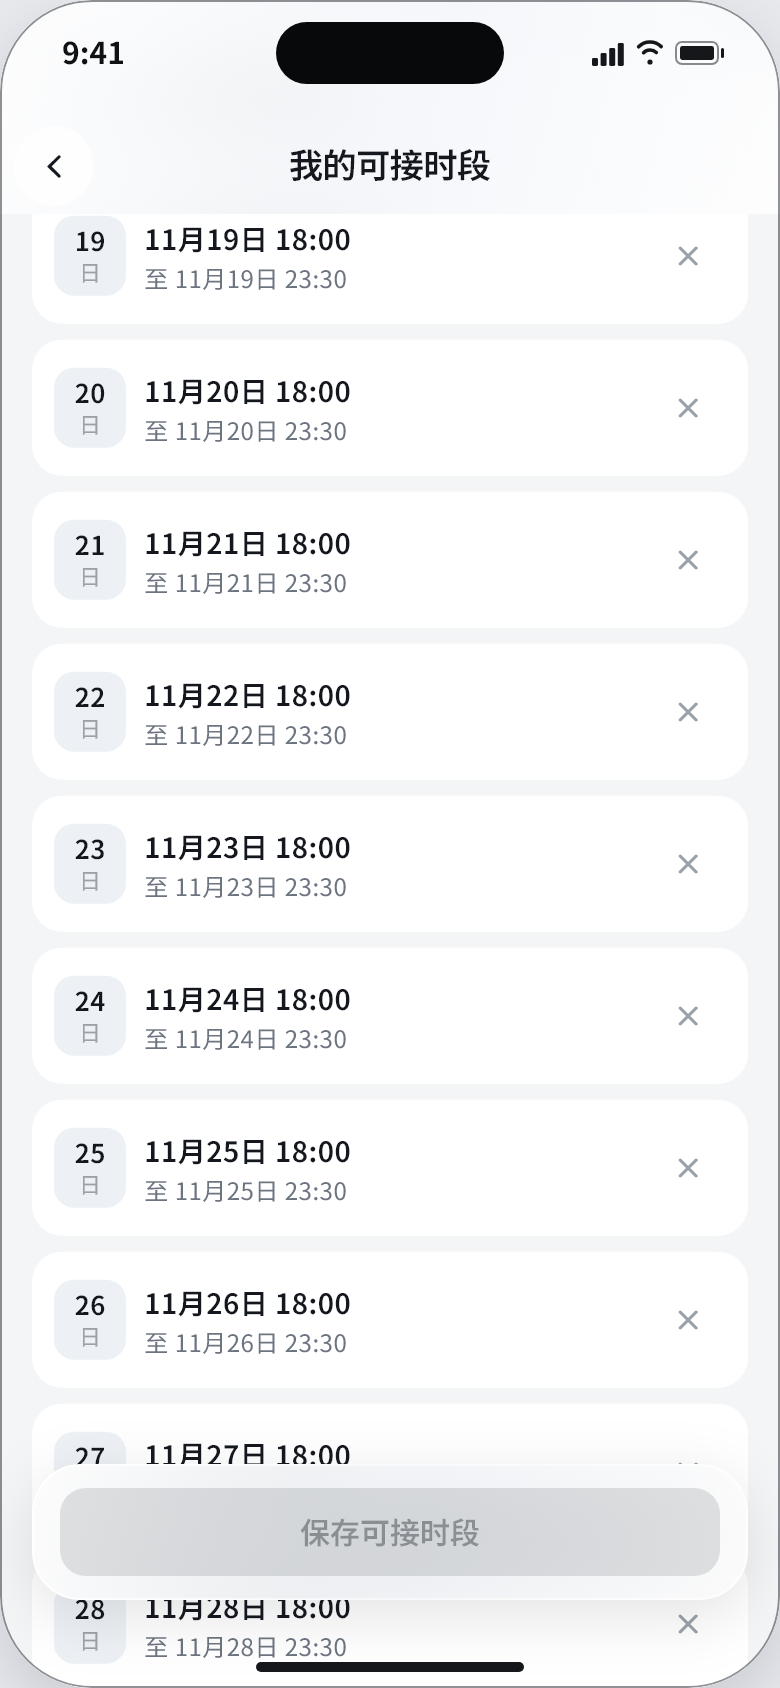 9:41
我的可接时段
19
日
11月19日 18:00
至 11月19日 23:30
20
日
11月20日 18:00
至 11月20日 23:30
21
日
11月21日 18:00
至 11月21日 23:30
22
日
11月22日 18:00
至 11月22日 23:30
23
日
11月23日 18:00
至 11月23日 23:30
24
日
11月24日 18:00
至 11月24日 23:30
25
日
11月25日 18:00
至 11月25日 23:30
26
日
11月26日 18:00
至 11月26日 23:30
27
11月27日 18:00
保存可接时段
28
日
11月28日 18:00
至 11月28日 23:30